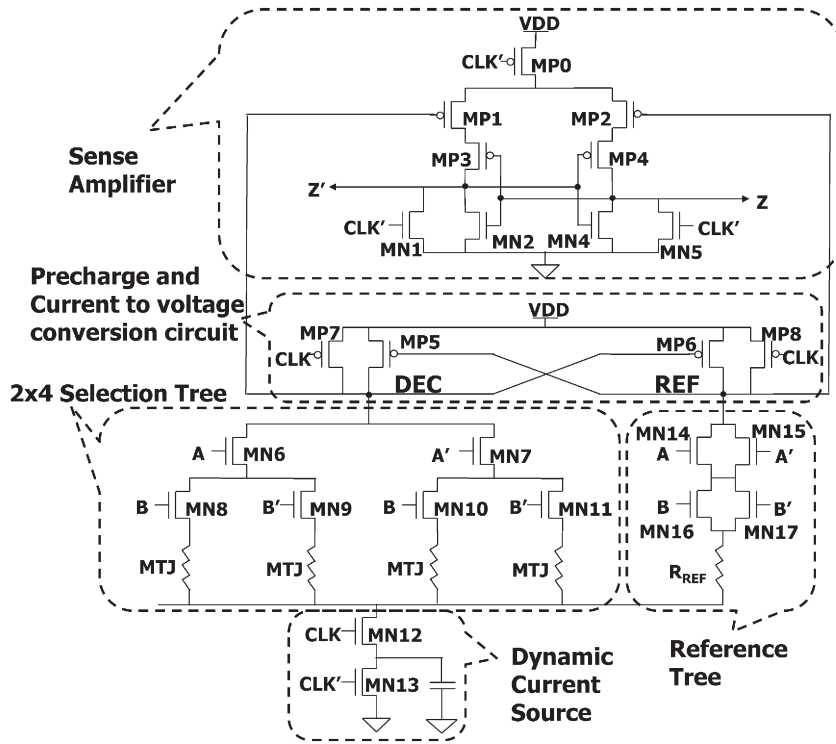 VDD
CLK' MP0
MP1 MP2
MP3 MP4
Sense
Amplifier
Z' Z
CLK' MN1 MN2 MN4 MN5 CLK'
Precharge and
Current to voltage
conversion circuit
VDD
MP7 MP5 MP6 MP8
CLK CLK
DEC REF
2x4 Selection Tree
A MN6 A' MN7
MN14 MN15
A A'
B MN8 B' MN9 B MN10 B' MN11
B B'
MN16 MN17
MTJ MTJ MTJ MTJ
RREF
CLK MN12
CLK' MN13
Dynamic
Current
Source
Reference
Tree